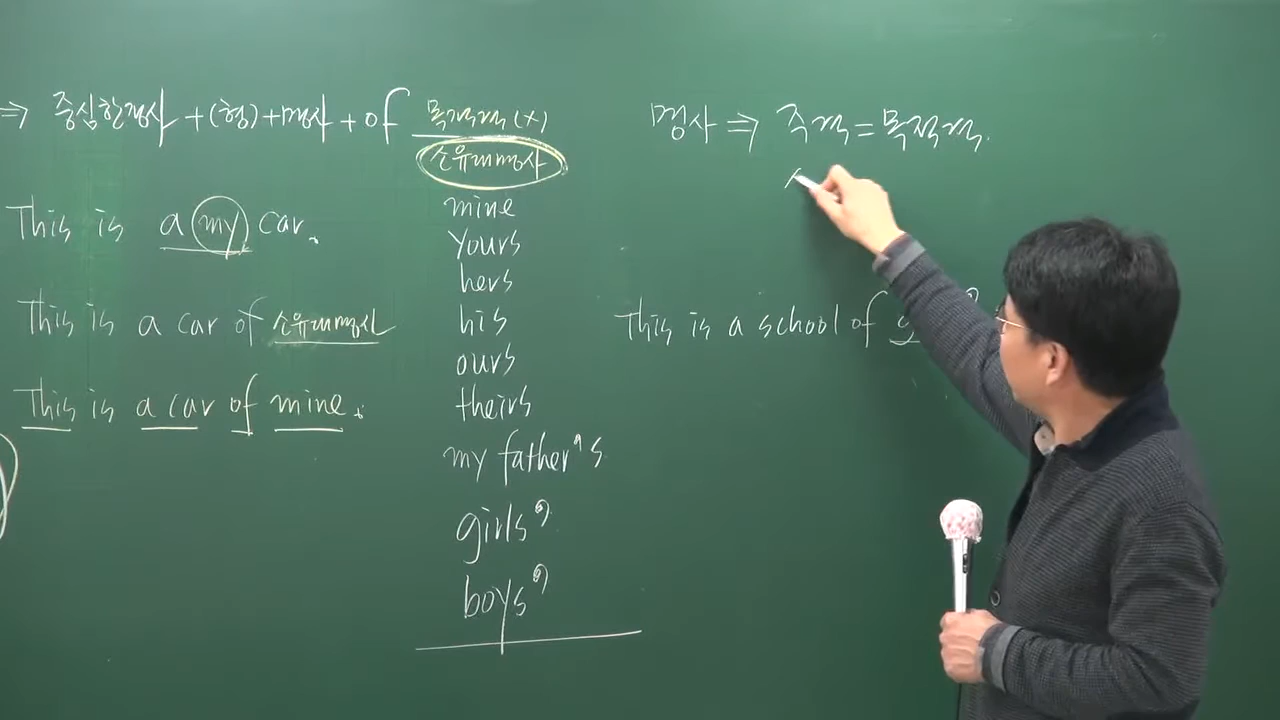 ⇒ 중심한정사 + (형) + 명사 + of 목적격(x)
소유대명사
This is a my car.
This is a car of 소유대명사
This is a car of mine.
mine
yours
hers
his
ours
theirs
my father's
girls'
boys'
명사 ⇒ 주격 = 목적격.
This is a school of g